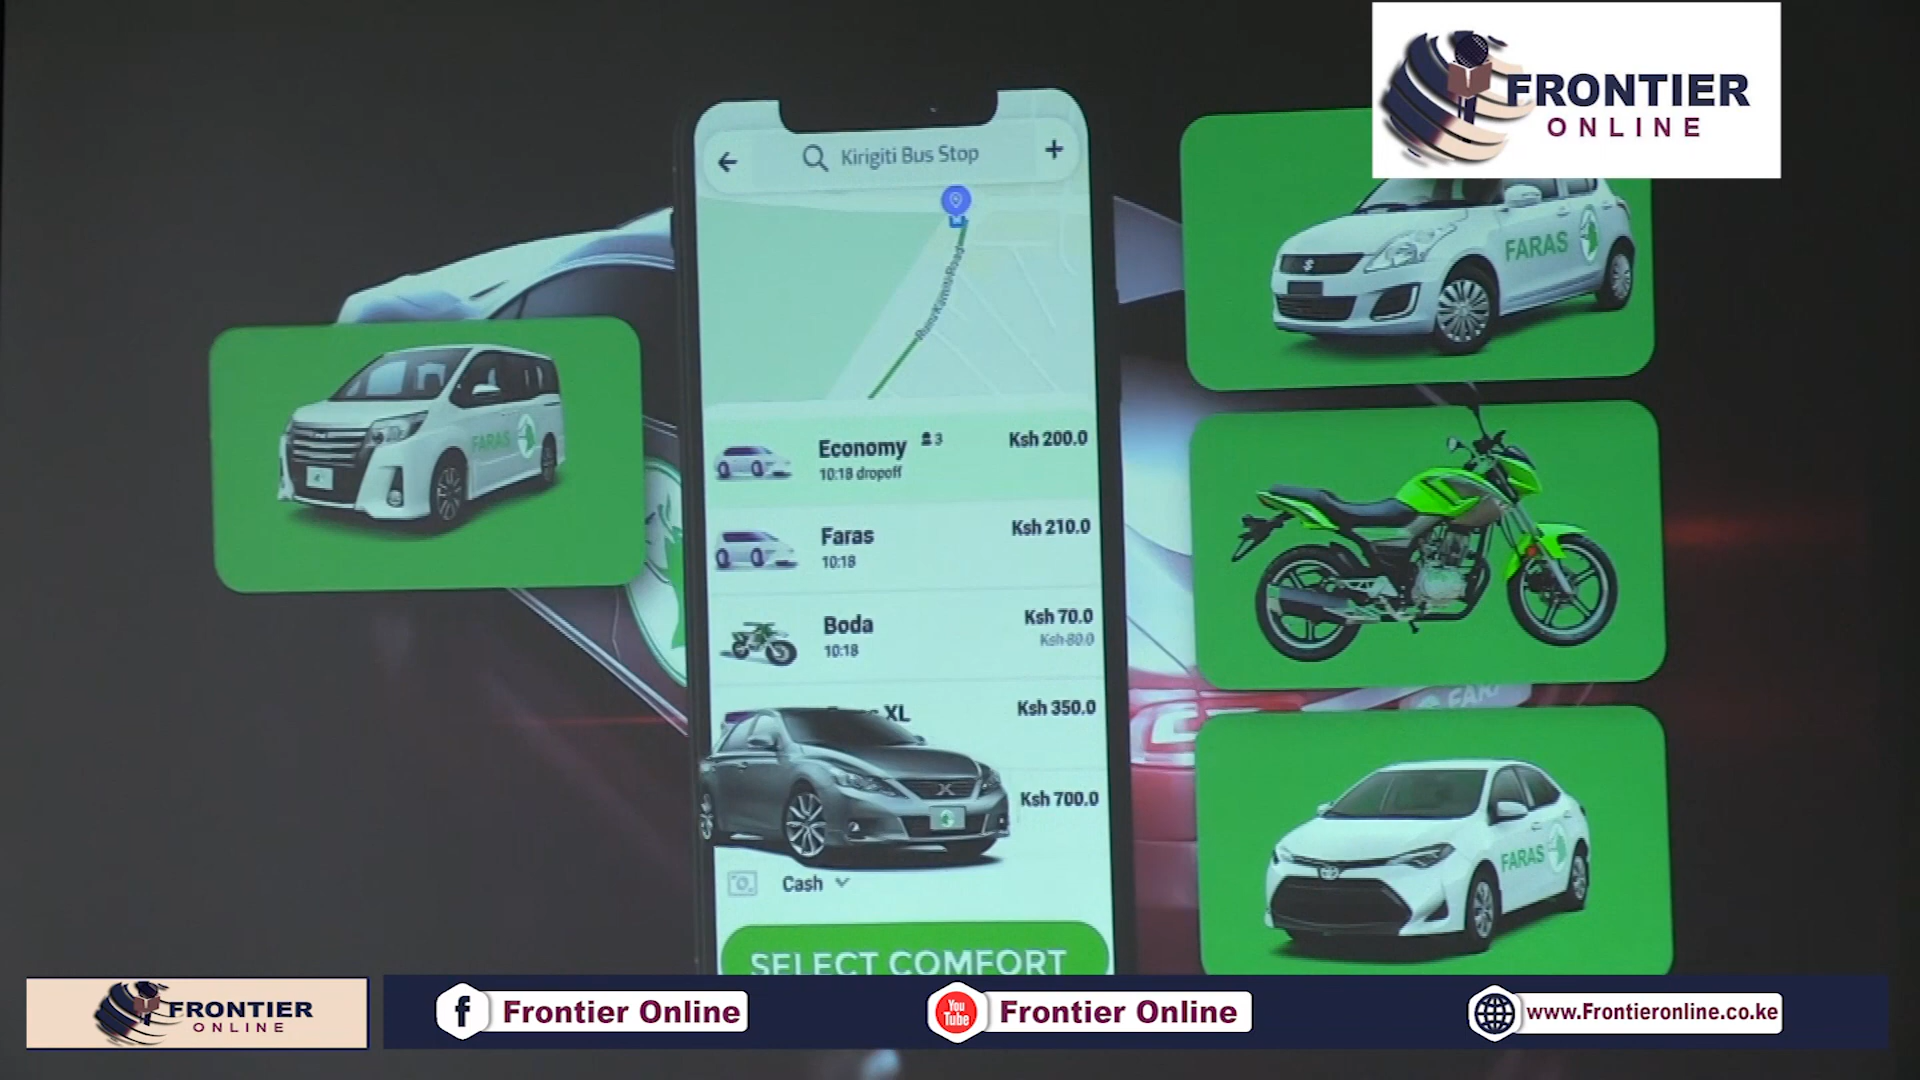 FRONTIER
ONLINE
Kirigiti Bus Stop
FARAS
FARAS
Economy 3 Ksh 200.0
10:18 dropoff
Faras Ksh 210.0
10:18
Boda Ksh 70.0
10:18 Ksh 80.0
XL Ksh 350.0
Ksh 700.0
FARAS
Cash
SELECT COMFORT
FRONTIER
ONLINE
Frontier Online
You
Tube
Frontier Online
www.Frontieronline.co.ke